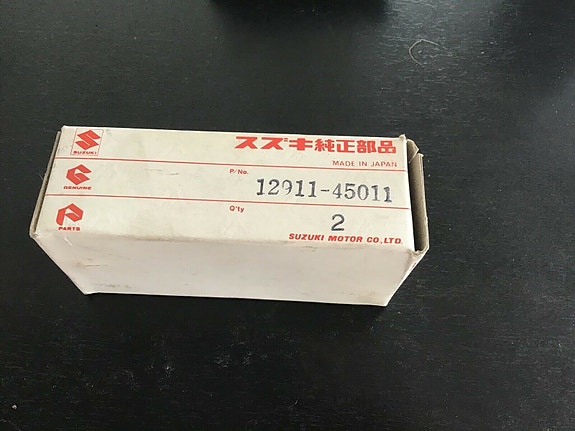 SUZUKI
スズキ純正部品
MADE IN JAPAN
GENUINE
P/No.
12911-45011
PARTS
Q'ty
2
SUZUKI MOTOR CO.,LTD.